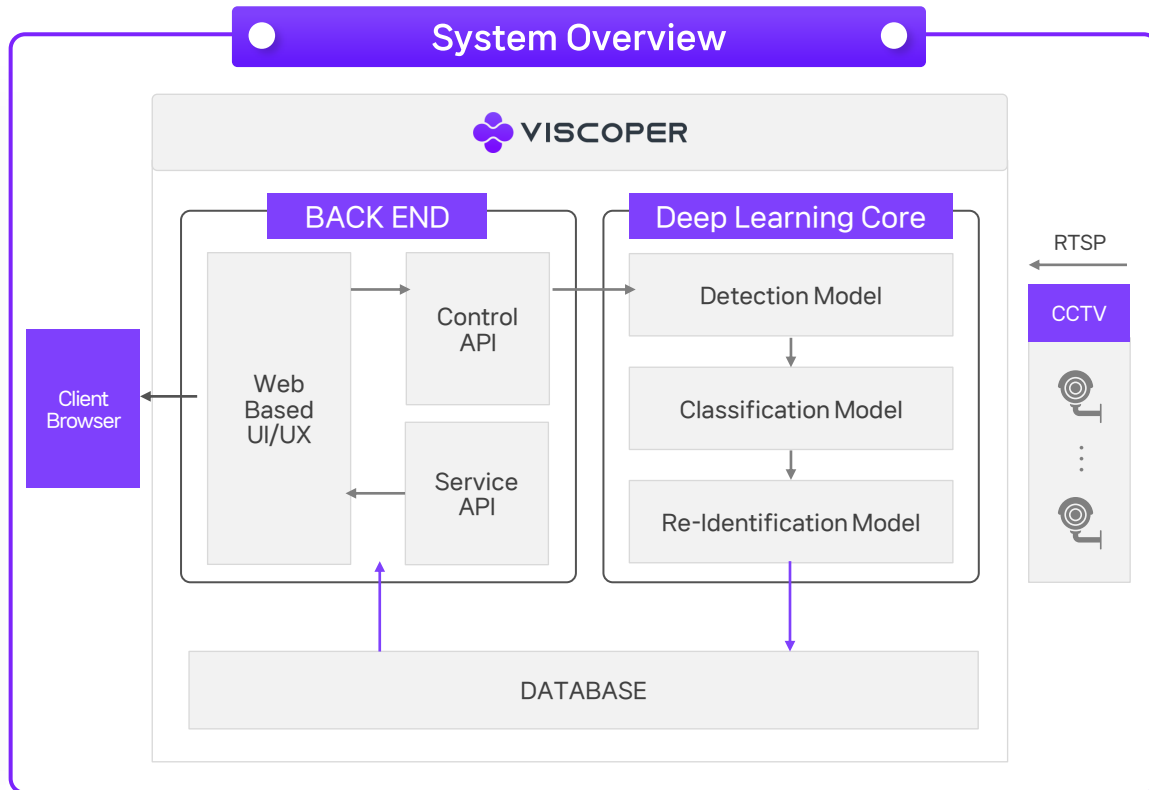 System Overview
VISCOPER
BACK END
Deep Learning Core
RTSP
CCTV
Client
Browser
Web
Based
UI/UX
Control
API
Service
API
Detection Model
Classification Model
Re-Identification Model
DATABASE